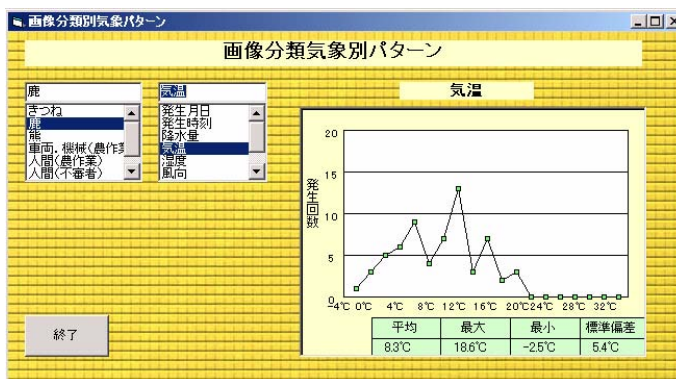 画像分類別気象パターン
画像分類気象別パターン
鹿
きつね
鹿
熊
車両．機械(農作業
人間(農作業)
人間(不審者)
気温
発生月日
発生時刻
降水量
気温
湿度
風向
気温
発生回数
20
15
10
5
0
-4℃ 0℃ 4℃ 8℃ 12℃ 16℃ 20℃24℃ 28℃ 32℃
平均 最大 最小 標準偏差
8.3℃ 18.6℃ -2.5℃ 5.4℃
終了